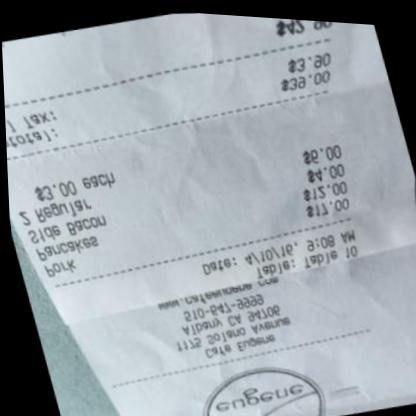 eugene
Cafe Eugene
1175 Solano Avenue
Albany CA 94706
510-647-9999
www.cafeeugene.com
Table: Table 10
Date: 4/10/16, 9:08 AM
Pork $17.00
Pancakes $12.00
Side Bacon $4.00
2 Regular $6.00
$3.00 each
total: $39.00
Tax: $3.90
$42.90